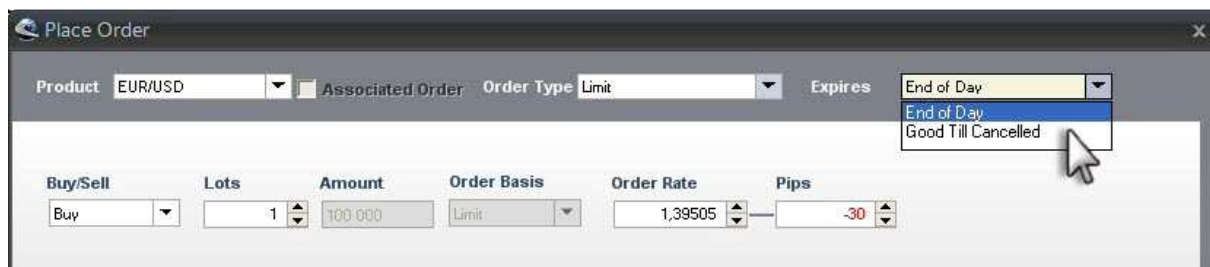 Place Order
Product EUR/USD Associated Order Order Type Limit Expires End of Day
End of Day
Good Till Cancelled
Buy/Sell Lots Amount Order Basis Order Rate Pips
Buy 1 100 000 Limit 1,39505 -30